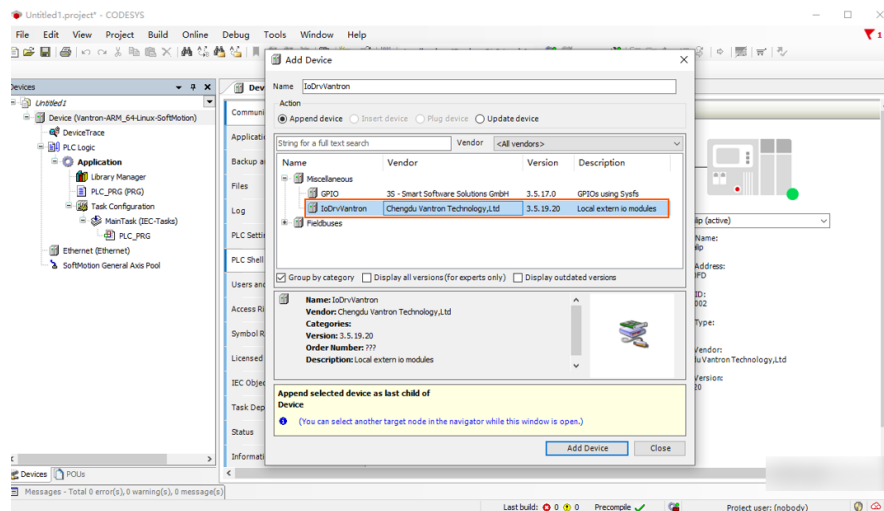 Untitled1.project* - CODESYS
File Edit View Project Build Online Debug Tools Window Help
1
Devices
Untitled1
Device (Vantron-ARM_64-Linux-SoftMotion)
DeviceTrace
PLC Logic
Application
Library Manager
PLC_PRG (PRG)
Task Configuration
MainTask (IEC-Tasks)
PLC_PRG
Ethernet (Ethernet)
SoftMotion General Axis Pool
Devices POUs
Dev
Communi
Applicati
Backup a
Files
Log
PLC Setti
PLC Shell
Users and
Access Ri
Symbol R
Licensed
IEC Objec
Task Dep
Status
Informati
Add Device
Name IoDrvVantron
Action
Append device Insert device Plug device Update device
String for a full text search Vendor <All vendors>
Name Vendor Version Description
Miscellaneous
GPIO 3S - Smart Software Solutions GmbH 3.5.17.0 GPIOs using Sysfs
IoDrvVantron Chengdu Vantron Technology,Ltd 3.5.19.20 Local extern io modules
Fieldbuses
Group by category Display all versions(for experts only) Display outdated versions
Name: IoDrvVantron
Vendor: Chengdu Vantron Technology,Ltd
Categories:
Version: 3.5.19.20
Order Number: ???
Description: Local extern io modules
Append selected device as last child of
Device
(You can select another target node in the navigator while this window is open.)
Add Device Close
(active)
Name:
Address:
ID:
002
Type:
Vendor:
Vantron Technology,Ltd
Version:
20
Messages - Total 0 error(s), 0 warning(s), 0 message(s)
Last build: 0 0 Precompile Project user: (nobody)